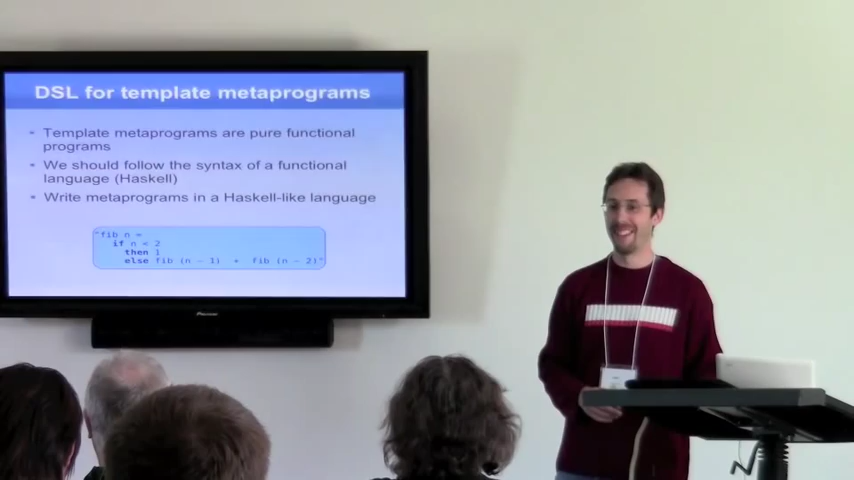 DSL for template metaprograms
- Template metaprograms are pure functional
programs
- We should follow the syntax of a functional
language (Haskell)
- Write metaprograms in a Haskell-like language
"fib n =
if n < 2
then 1
else fib (n - 1) + fib (n - 2)"
Pioneer